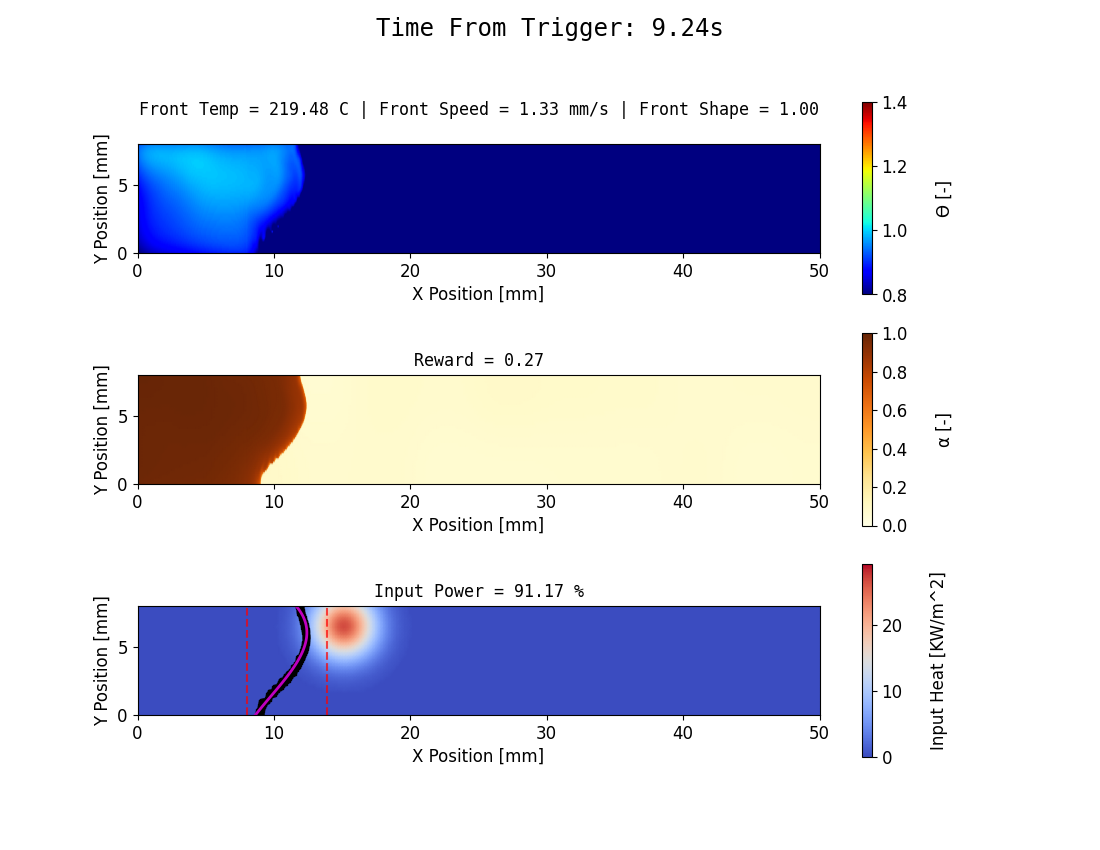 Time From Trigger: 9.24s
Front Temp = 219.48 C | Front Speed = 1.33 mm/s | Front Shape = 1.00
Y Position [mm]
5
0
0 10 20 30 40 50
X Position [mm]
1.4
1.2
1.0
0.8
Θ [-]
Reward = 0.27
Y Position [mm]
5
0
0 10 20 30 40 50
X Position [mm]
1.0
0.8
0.6
0.4
0.2
0.0
α [-]
Input Power = 91.17 %
Y Position [mm]
5
0
0 10 20 30 40 50
X Position [mm]
20
10
0
Input Heat [KW/m^2]